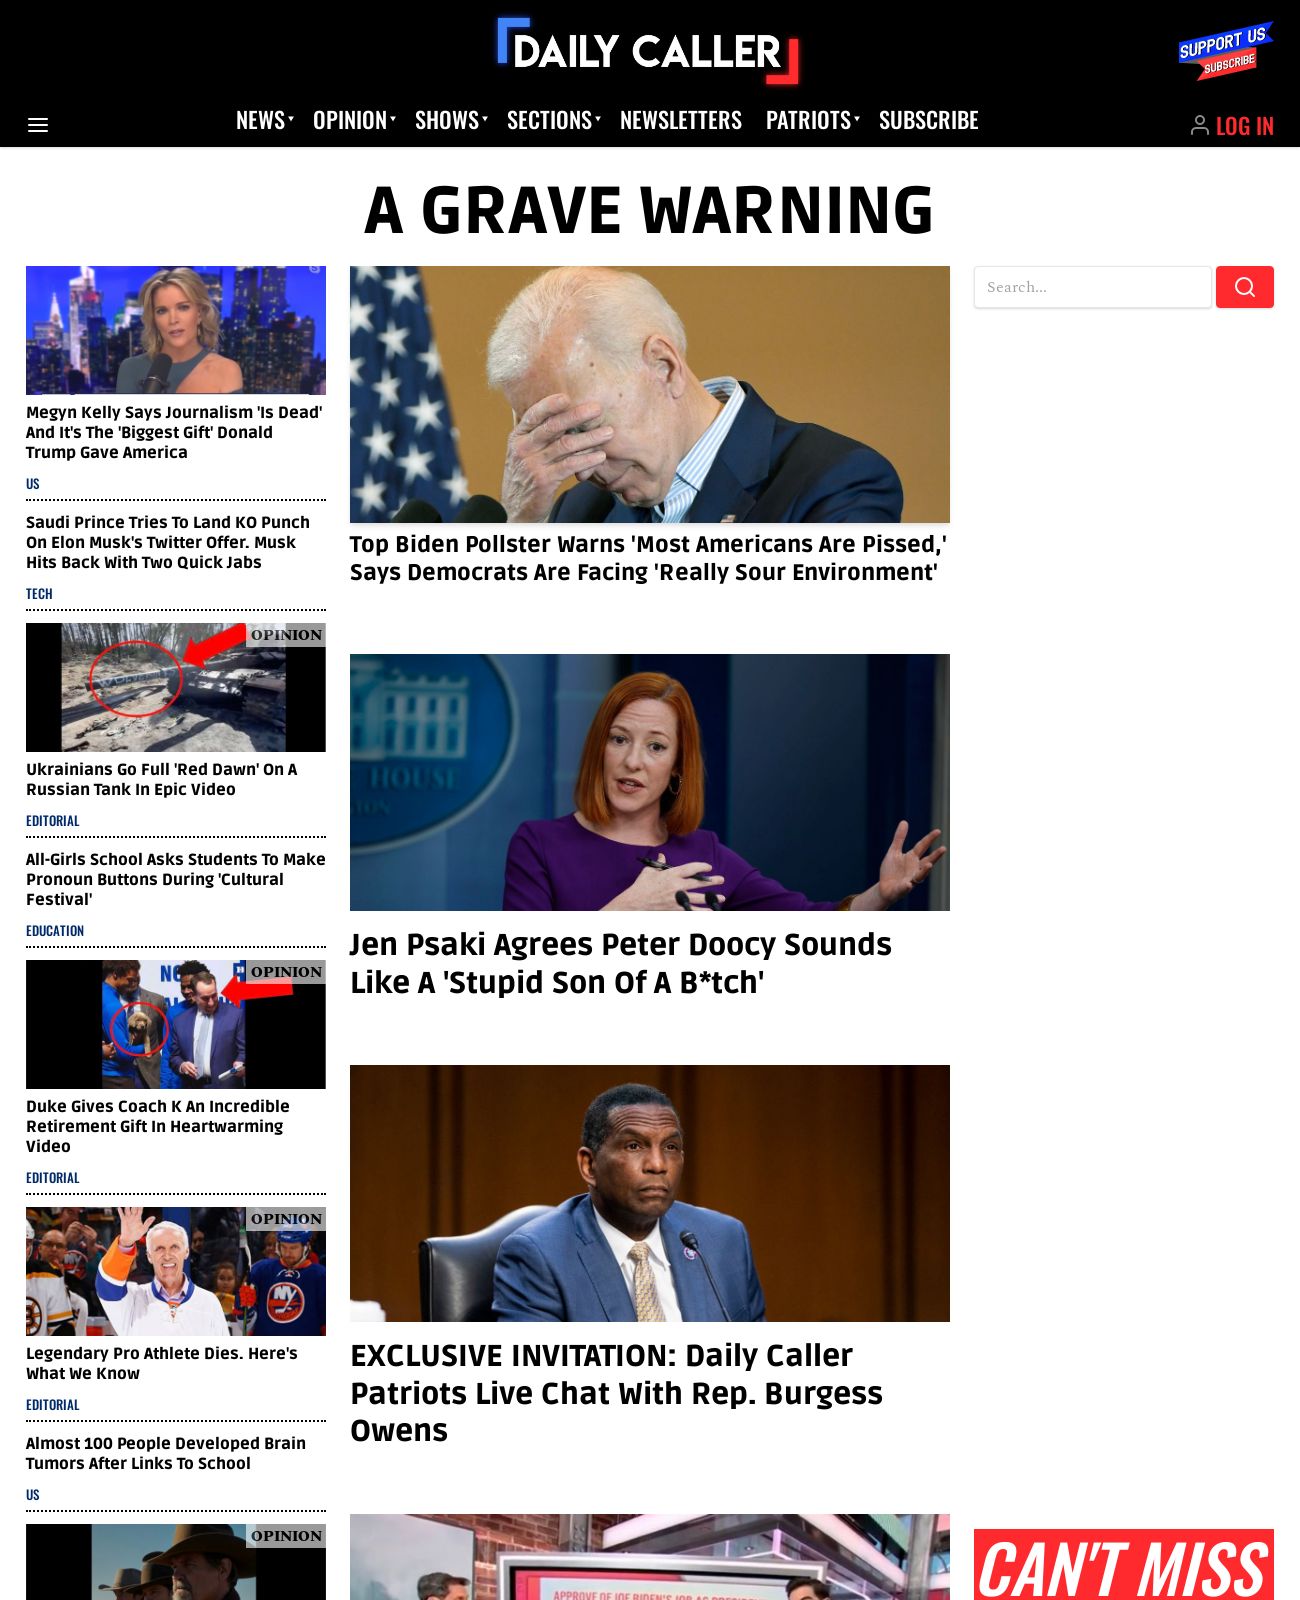 DAILY CALLER
SUPPORT US
SUBSCRIBE
NEWS
OPINION
SHOWS
SECTIONS
NEWSLETTERS
PATRIOTS
SUBSCRIBE
LOG IN
A GRAVE WARNING
Megyn Kelly Says Journalism 'Is Dead'
And It's The 'Biggest Gift' Donald
Trump Gave America
US
Saudi Prince Tries To Land KO Punch
On Elon Musk's Twitter Offer. Musk
Hits Back With Two Quick Jabs
TECH
OPINION
Ukrainians Go Full 'Red Dawn' On A
Russian Tank In Epic Video
EDITORIAL
All-Girls School Asks Students To Make
Pronoun Buttons During 'Cultural
Festival'
EDUCATION
OPINION
Duke Gives Coach K An Incredible
Retirement Gift In Heartwarming
Video
EDITORIAL
OPINION
Legendary Pro Athlete Dies. Here's
What We Know
EDITORIAL
Almost 100 People Developed Brain
Tumors After Links To School
US
OPINION
Top Biden Pollster Warns 'Most Americans Are Pissed,'
Says Democrats Are Facing 'Really Sour Environment'
HOUSE
Jen Psaki Agrees Peter Doocy Sounds
Like A 'Stupid Son Of A B*tch'
EXCLUSIVE INVITATION: Daily Caller
Patriots Live Chat With Rep. Burgess
Owens
APPROVE OF JOE BIDEN'S JOB AS
Search...
CAN'T MISS